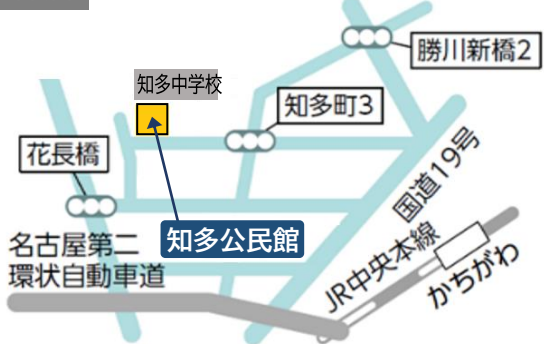 勝川新橋2
知多中学校
知多町3
花長橋
国道19号
知多公民館
名古屋第二
環状自動車道
JR中央本線
かちがわ